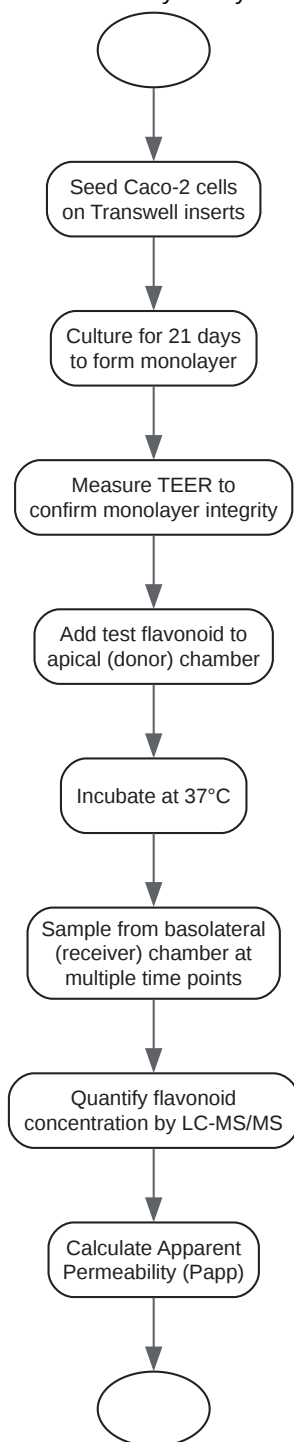 Seed Caco-2 cells
on Transwell inserts
Culture for 21 days
to form monolayer
Measure TEER to
confirm monolayer integrity
Add test flavonoid to
apical (donor) chamber
Incubate at 37°C
Sample from basolateral
(receiver) chamber at
multiple time points
Quantify flavonoid
concentration by LC-MS/MS
Calculate Apparent
Permeability (Papp)